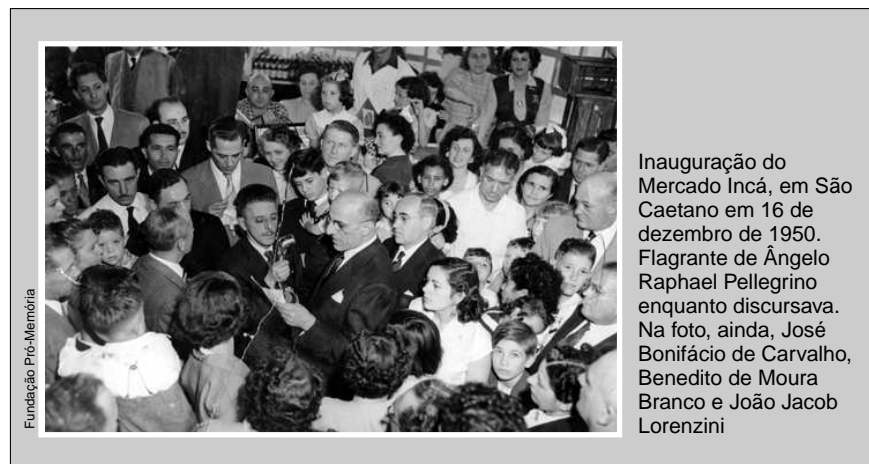 Fundação Pró-Memória
Inauguração do
Mercado Incá, em São
Caetano em 16 de
dezembro de 1950.
Flagrante de Ângelo
Raphael Pellegrino
enquanto discursava.
Na foto, ainda, José
Bonifácio de Carvalho,
Benedito de Moura
Branco e João Jacob
Lorenzini